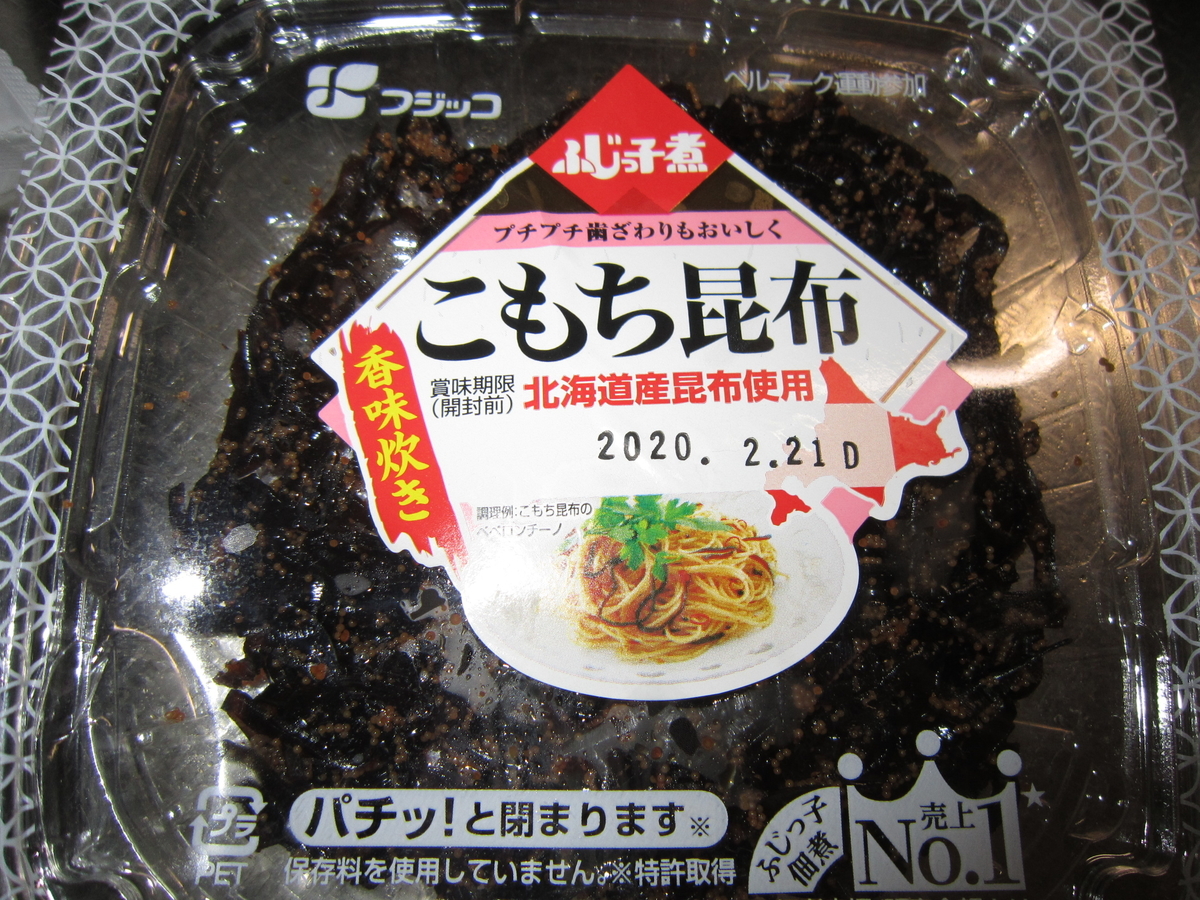 フジッコ
ベルマーク運動参加
ふじっ子煮
プチプチ歯ざわりもおいしく
こもち昆布
香味炊き
賞味期限
(開封前)
北海道産昆布使用
2020. 2.21 D
調理例:こもち昆布の
ペペロンチーノ
プラ
PET
パチッ!と閉まります※
保存料を使用していません。※特許取得
ふじっ子
佃煮
売上
No.1